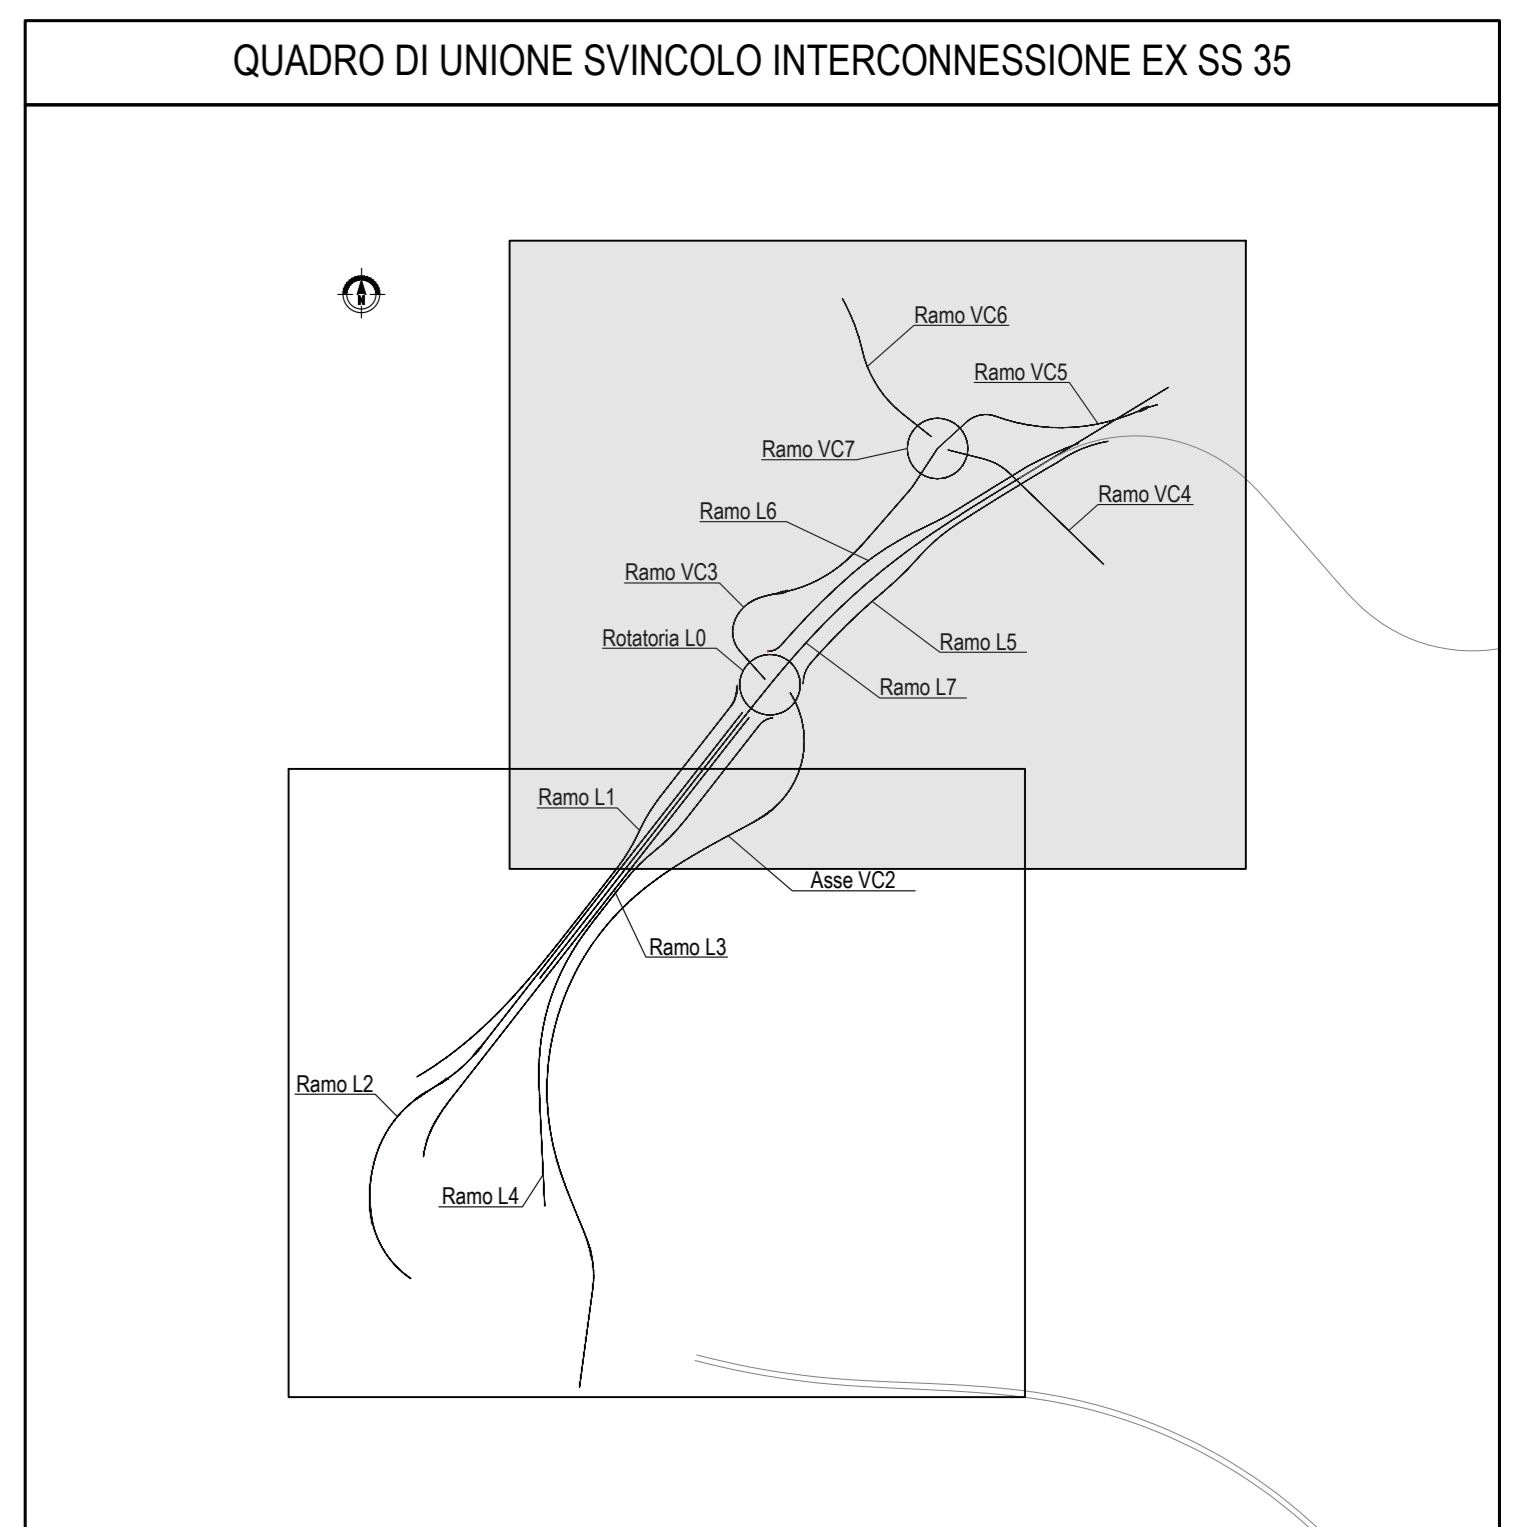 QUADRO DI UNIONE SVINCOLO INTERCONNESSIONE EX SS 35
N
Ramo VC6
Ramo VC5
Ramo VC7
Ramo VC4
Ramo L6
Ramo VC3
Rotatoria L0
Ramo L5
Ramo L7
Ramo L1
Asse VC2
Ramo L3
Ramo L2
Ramo L4